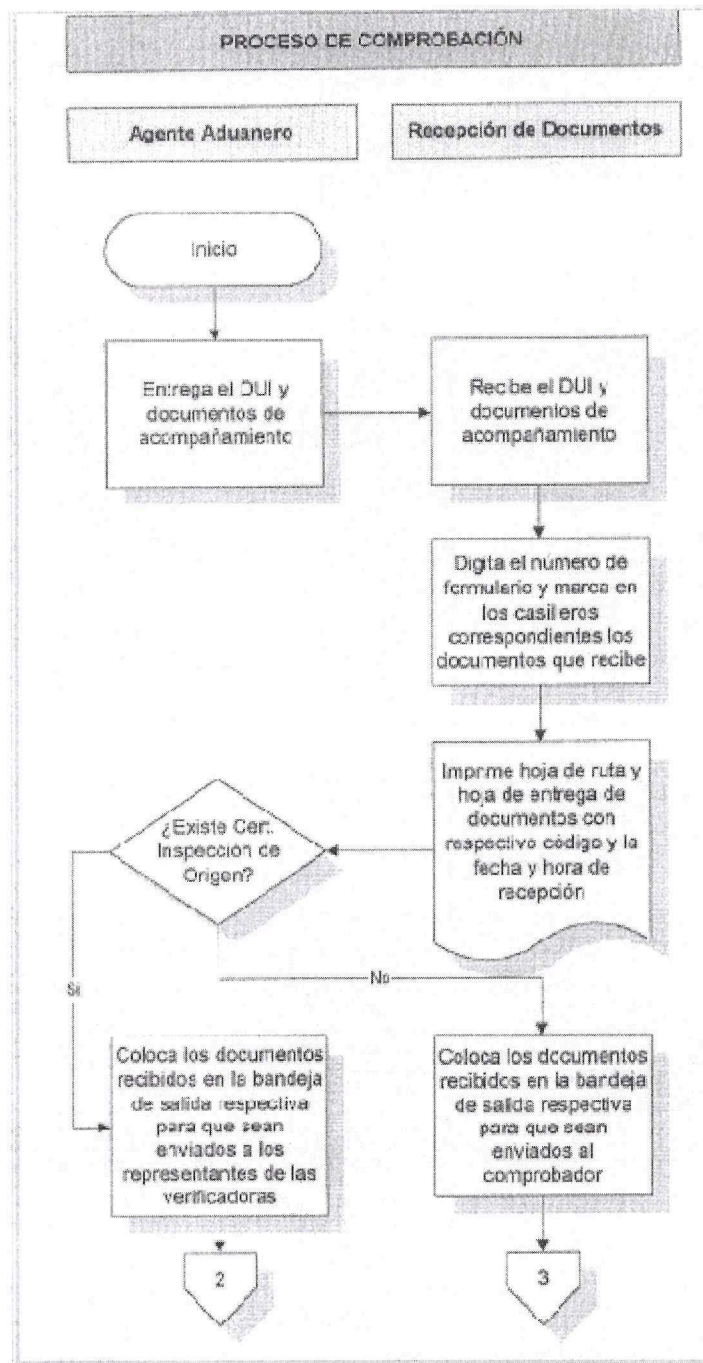 PROCESO DE COMPROBACIÓN
Agente Aduanero
Recepción de Documentos
Inicio
Entrega el DUI y
documentos de
acompañamiento
Recibe el DUI y
documentos de
acompañamiento
Digita el número de
formulario y marca en
los casilleros
correspondientes los
documentos que recibe
Imprime hoja de ruta y
hoja de entrega de
documentos con
respectivo código y la
fecha y hora de
recepción
¿Existe Cert.
Inspección de
Origen?
Si
No
Coloca los documentos
recibidos en la bandeja
de salida respectiva
para que sean
enviados a los
representantes de las
verificadoras
Coloca los documentos
recibidos en la bandeja
de salida respectiva
para que sean
enviados al
comprobador
2
3